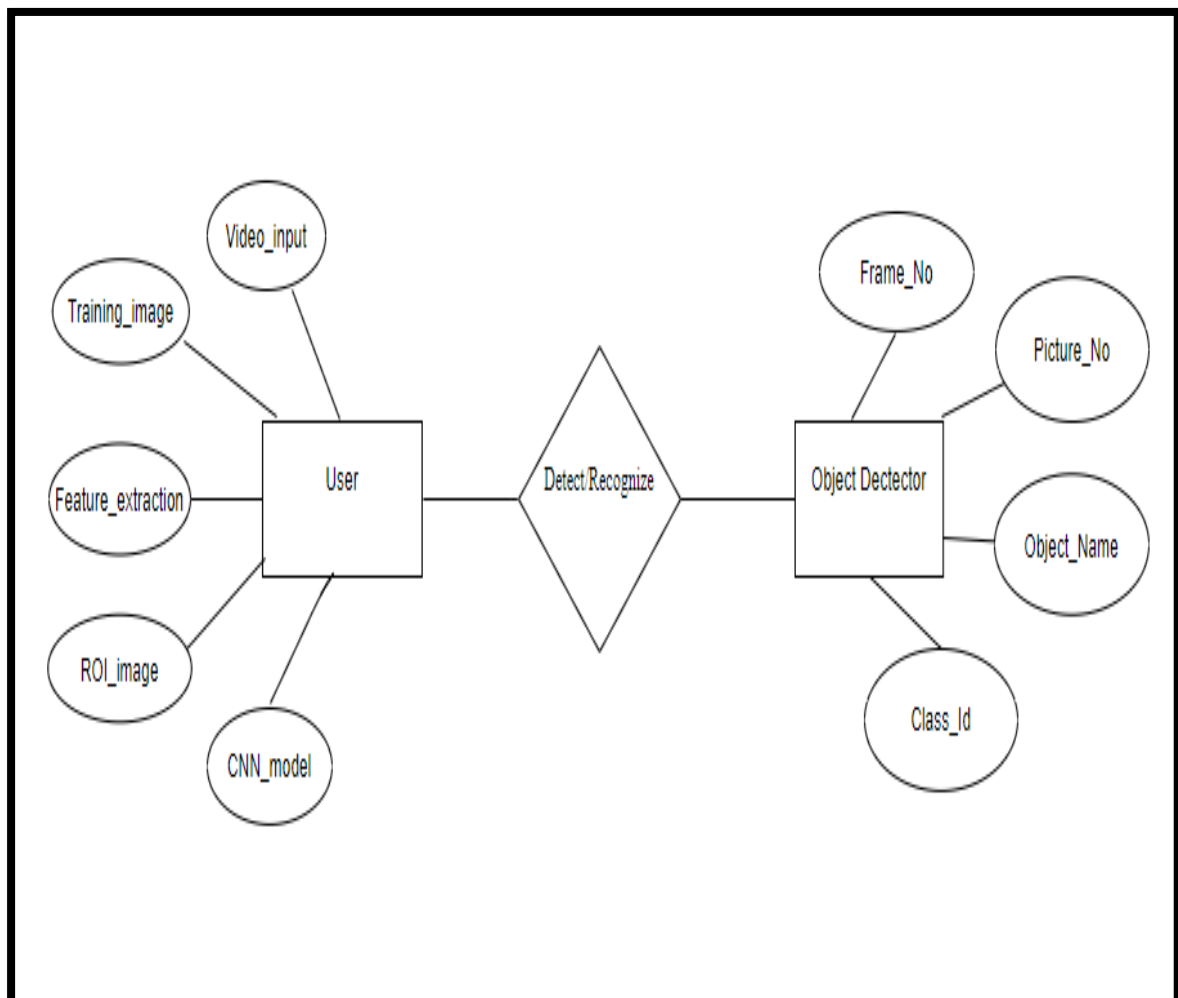 Video_input
Training_image
Feature_extraction
ROI_image
CNN_model
User
Detect/Recognize
Object Dectector
Frame_No
Picture_No
Object_Name
Class_Id